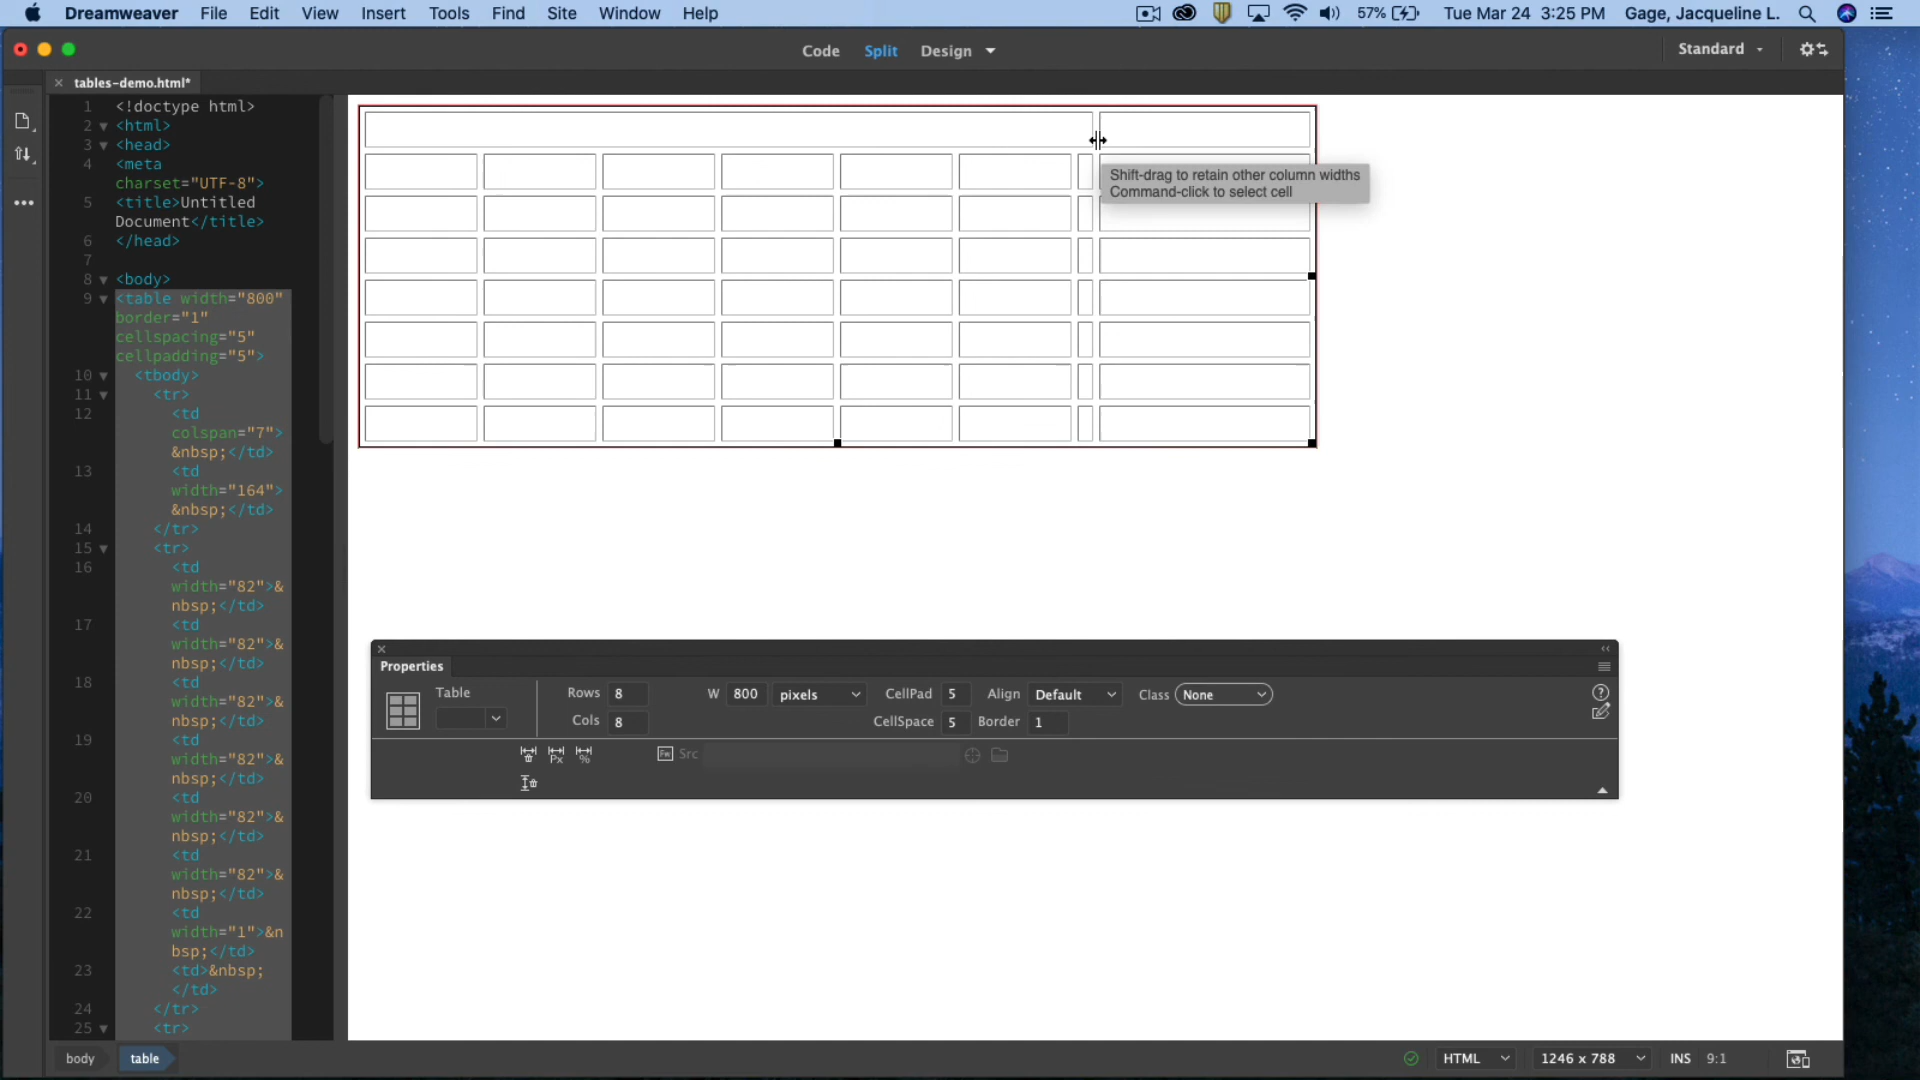 Dreamweaver File Edit View Insert Tools Find Site Window Help 57% Tue Mar 24 3:25 PM Gage, Jacqueline L.
Code Split Design Standard
tables-demo.html*
1 <!doctype html>
2 <html>
3 <head>
4 <meta
charset="UTF-8">
5 <title>Untitled
Document</title>
6 </head>
7
8 <body>
9 <table width="800"
border="1"
cellspacing="5"
cellpadding="5">
10 <tbody>
11 <tr>
12 <td
colspan="7">
&nbsp;</td>
13 <td
width="164">
&nbsp;</td>
14 </tr>
15 <tr>
16 <td
width="82">&
nbsp;</td>
17 <td
width="82">&
nbsp;</td>
18 <td
width="82">&
nbsp;</td>
19 <td
width="82">&
nbsp;</td>
20 <td
width="82">&
nbsp;</td>
21 <td
width="82">&
nbsp;</td>
22 <td
width="1">&n
bsp;</td>
23 <td>&nbsp;
</td>
24 </tr>
25 <tr>
Shift-drag to retain other column widths
Command-click to select cell
Properties
Table Rows 8 W 800 pixels CellPad 5 Align Default Class None
Cols 8 CellSpace 5 Border 1
Px % Fw Src
body table HTML 1246 x 788 INS 9:1